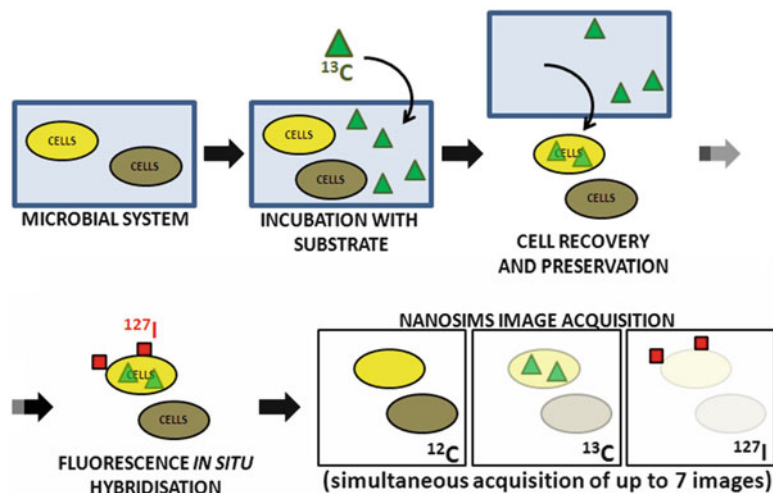 ¹³C
CELLS
CELLS
MICROBIAL SYSTEM
CELLS
CELLS
INCUBATION WITH
SUBSTRATE
CELLS
CELLS
CELL RECOVERY
AND PRESERVATION
¹²⁷I
CELLS
CELLS
FLUORESCENCE IN SITU
HYBRIDISATION
NANOSIMS IMAGE ACQUISITION
¹²C
¹³C
¹²⁷I
(simultaneous acquisition of up to 7 images)